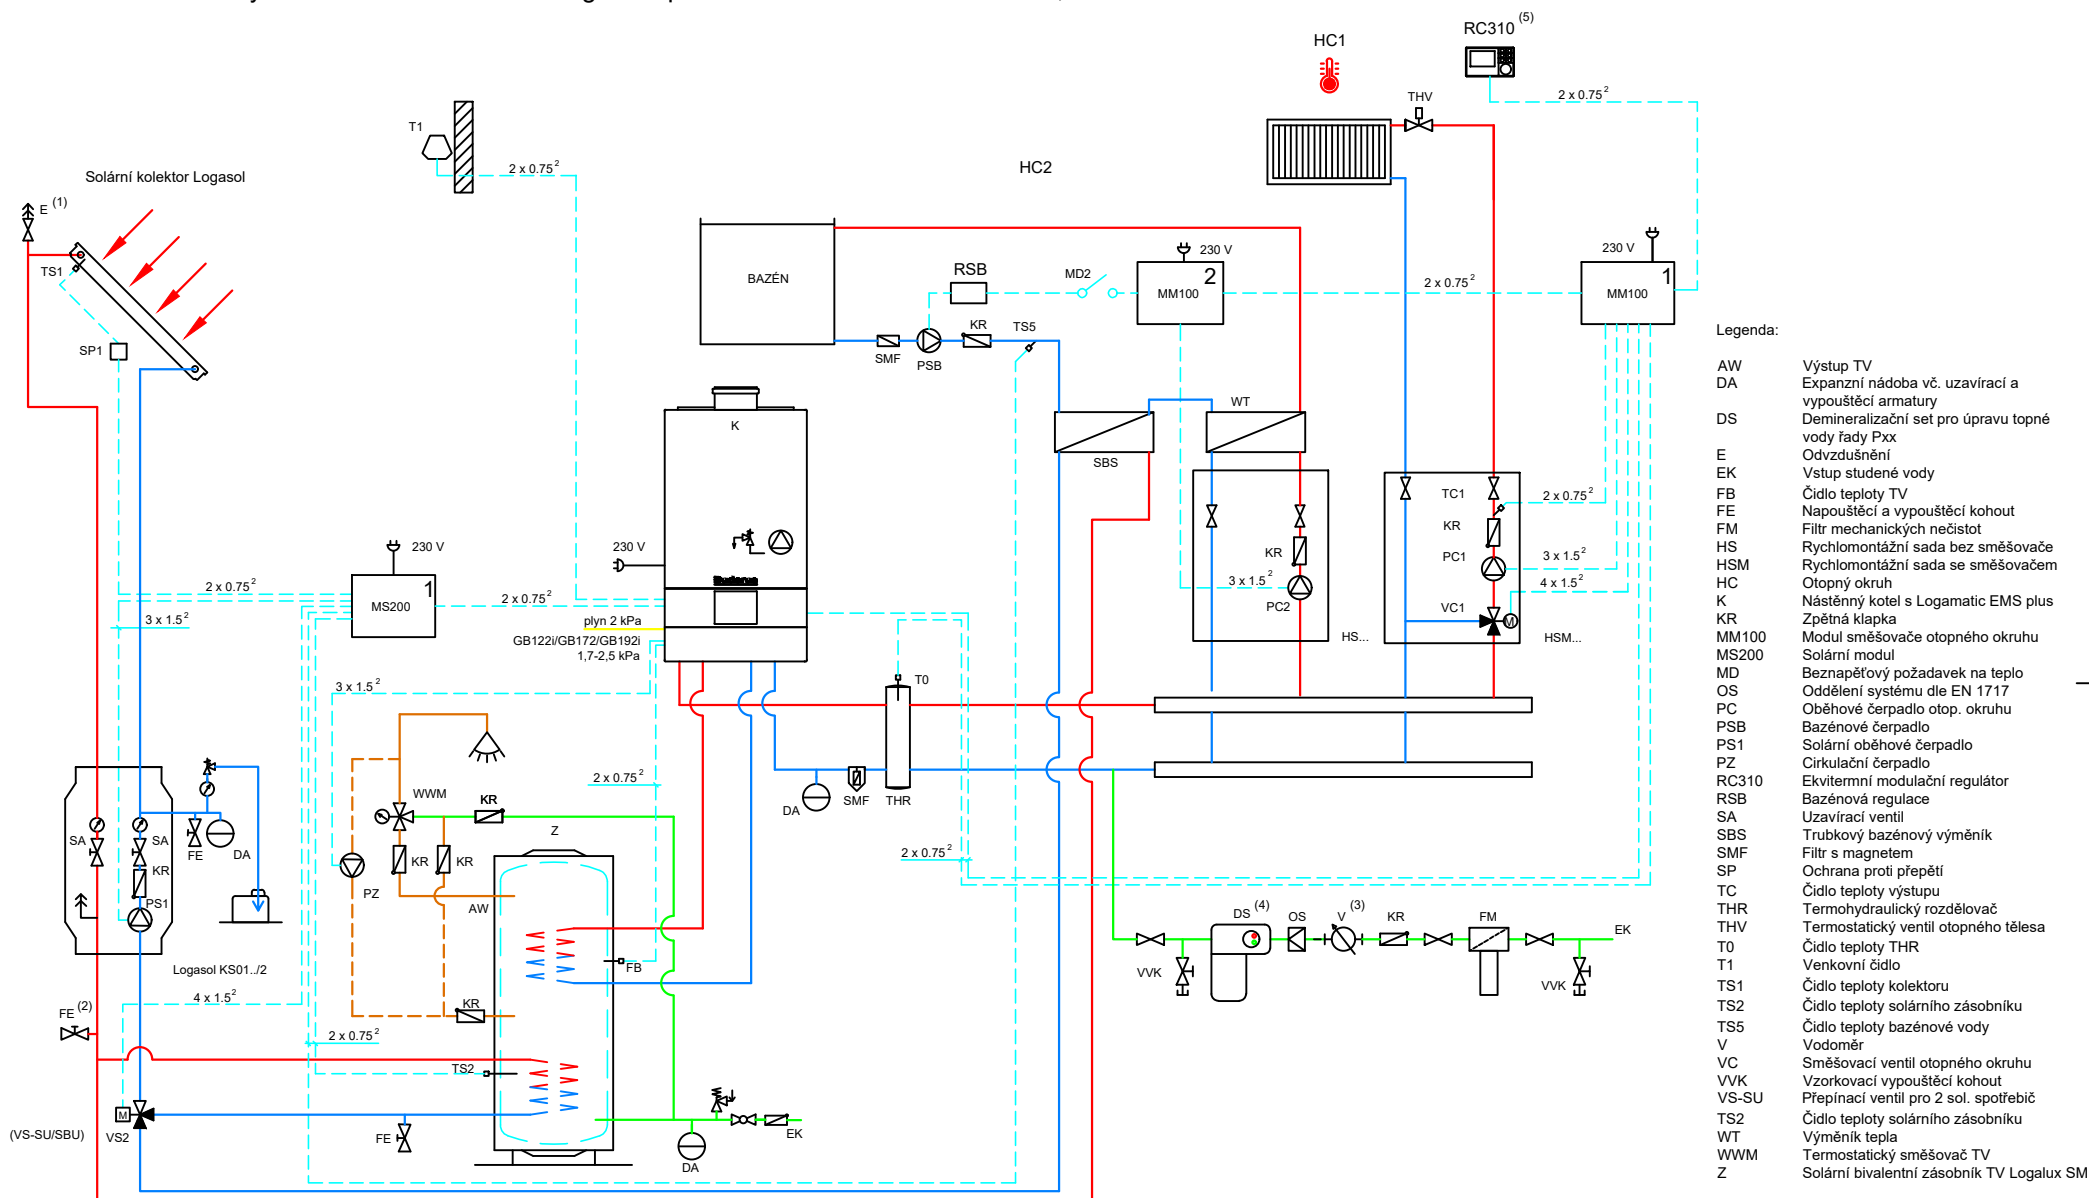 HC1
RC310 (5)
THV
2 x 0.75²
T1
2 x 0.75²
HC2
Solární kolektor Logasol
E (1)
TS1
SP1
BAZÉN
RSB
MD2
230 V
2
MM100
2 x 0.75²
230 V
1
MM100
KR
TS5
SMF
PSB
K
WT
SBS
Legenda:
AW Výstup TV
DA Expanzní nádoba vč. uzavírací a
vypouštěcí armatury
DS Demineralizační set pro úpravu topné
vody řady Pxx
E Odvzdušnění
EK Vstup studené vody
FB Čidlo teploty TV
FE Napouštěcí a vypouštěcí kohout
FM Filtr mechanických nečistot
HS Rychlomontážní sada bez směšovače
HSM Rychlomontážní sada se směšovačem
HC Otopný okruh
K Nástěnný kotel s Logamatic EMS plus
KR Zpětná klapka
MM100 Modul směšovače otopného okruhu
MS200 Solární modul
MD Beznapěťový požadavek na teplo
OS Oddělení systému dle EN 1717
PC Oběhové čerpadlo otop. okruhu
PSB Bazénové čerpadlo
PS1 Solární oběhové čerpadlo
PZ Cirkulační čerpadlo
RC310 Ekvitermní modulační regulátor
RSB Bazénová regulace
SA Uzavírací ventil
SBS Trubkový bazénový výměník
SMF Filtr s magnetem
SP Ochrana proti přepětí
TC Čidlo teploty výstupu
THR Termohydraulický rozdělovač
THV Termostatický ventil otopného tělesa
T0 Čidlo teploty THR
T1 Venkovní čidlo
TS1 Čidlo teploty kolektoru
TS2 Čidlo teploty solárního zásobníku
TS5 Čidlo teploty bazénové vody
V Vodoměr
VC Směšovací ventil otopného okruhu
VVK Vzorkovací vypouštěcí kohout
VS-SU Přepínací ventil pro 2 sol. spotřebič
TS2 Čidlo teploty solárního zásobníku
WT Výměník tepla
WWM Termostatický směšovač TV
Z Solární bivalentní zásobník TV Logalux SM
TC1
2 x 0.75²
KR
PC1
3 x 1.5²
4 x 1.5²
VC1
M
HSM...
KR
3 x 1.5²
PC2
HS...
230 V
1
MS200
230 V
2 x 0.75²
2 x 0.75²
3 x 1.5²
plyn 2 kPa
GB122i/GB172/GB192i
1,7-2,5 kPa
3 x 1.5²
T0
2 x 0.75²
DA
SMF
THR
WWM
KR
Z
KR
KR
PZ
AW
2 x 0.75²
SA
SA
FE
DA
KR
PS1
Logasol KS01../2
4 x 1.5²
FE (2)
FB
KR
2 x 0.75²
TS2
M
VS2
(VS-SU/SBU)
FE
DA
EK
DS (4)
OS
V (3)
KR
FM
EK
VVK
VVK